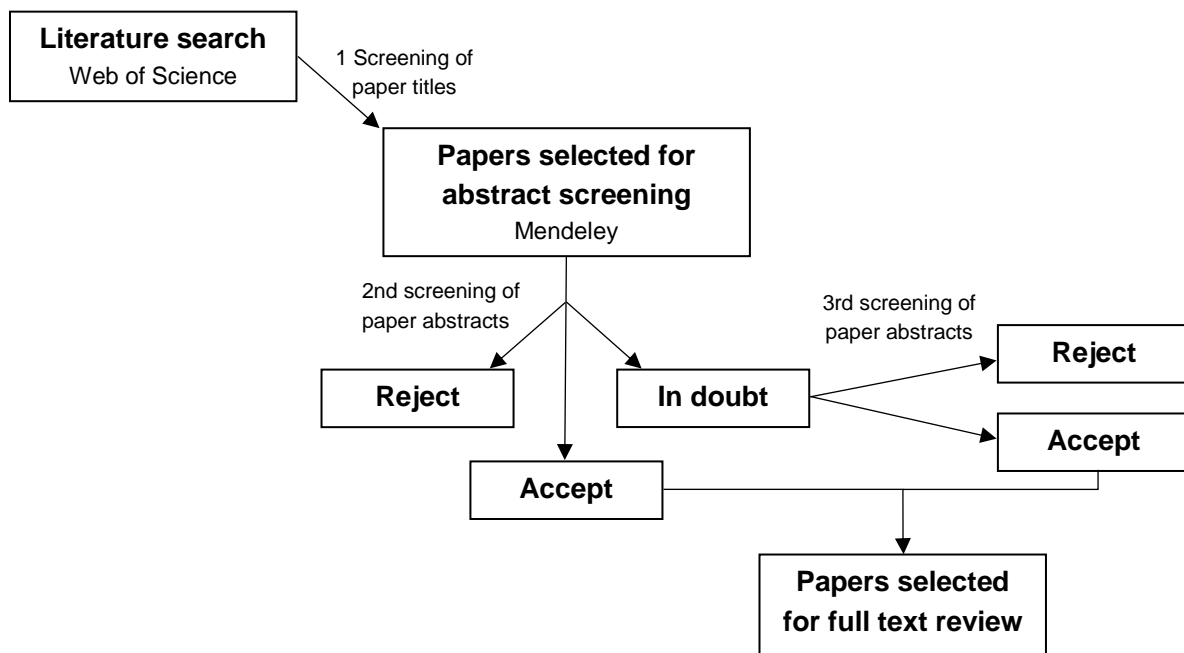 Literature search
Web of Science
1 Screening of
paper titles
Papers selected for
abstract screening
Mendeley
2nd screening of
paper abstracts
3rd screening of
paper abstracts
Reject
In doubt
Reject
Accept
Accept
Papers selected
for full text review